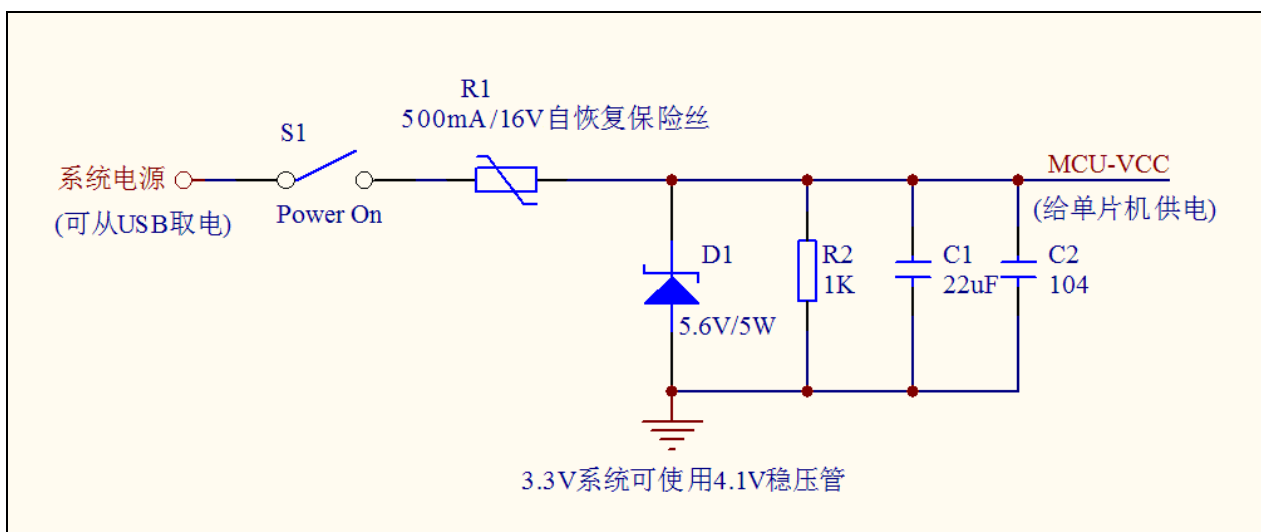 R1
500mA/16V自恢复保险丝
S1
系统电源
(可从USB取电)
Power On
MCU-VCC
(给单片机供电)
D1
5.6V/5W
R2
1K
C1
22uF
C2
104
3.3V系统可使用4.1V稳压管